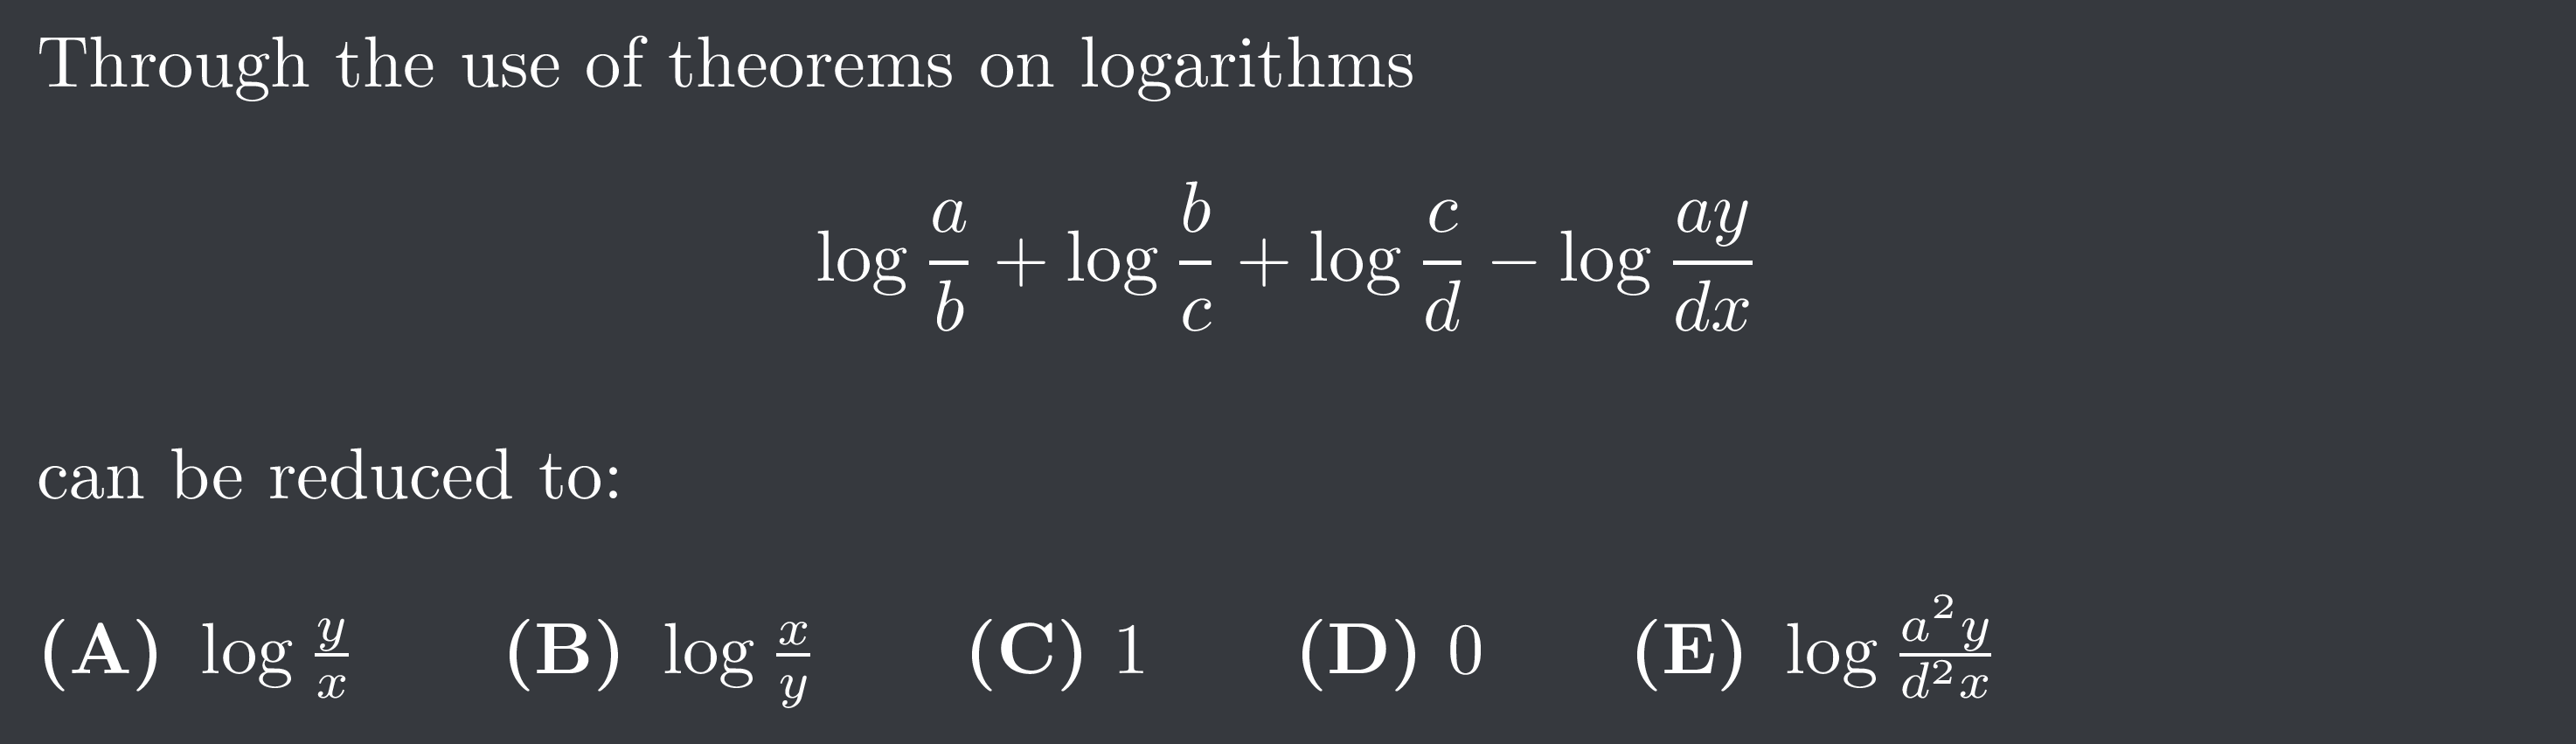 Through the use of theorems on logarithms
$$\log \frac{a}{b} + \log \frac{b}{c} + \log \frac{c}{d} - \log \frac{ay}{dx}$$
can be reduced to:
(A) $\log \frac{y}{x}$ (B) $\log \frac{x}{y}$ (C) 1 (D) 0 (E) $\log \frac{a^2y}{d^2x}$